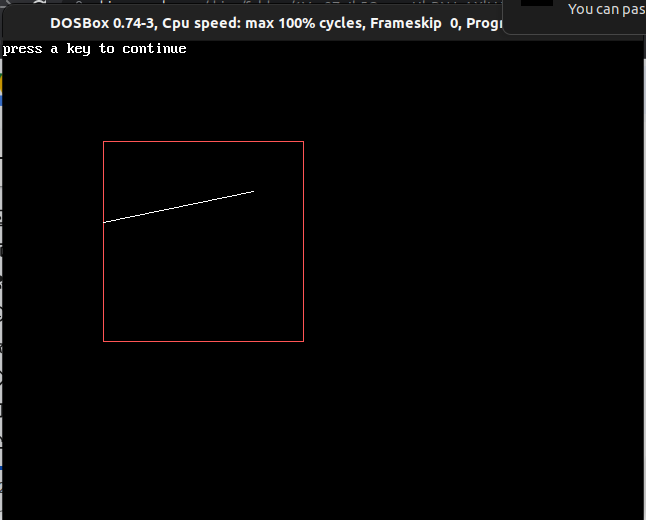 DOSBox 0.74-3, Cpu speed: max 100% cycles, Frameskip 0, Progr
You can pas
press a key to continue